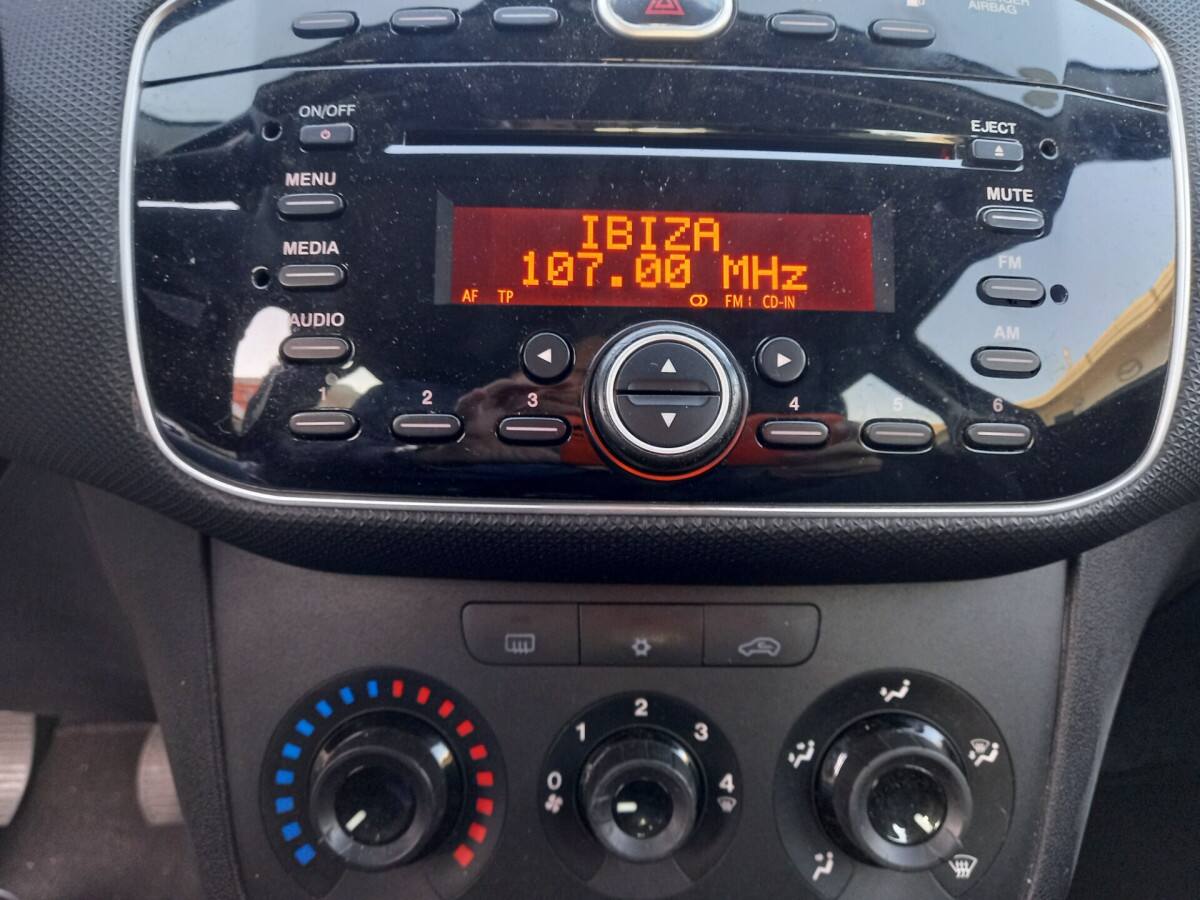 AIRBAG
ON/OFF
EJECT
MENU
MUTE
IBIZA
MEDIA
107.00 MHz
FM
AF TP FM1 CD-IN
AUDIO
AM
1 2 3 4 5 6
2
1 3
0 4